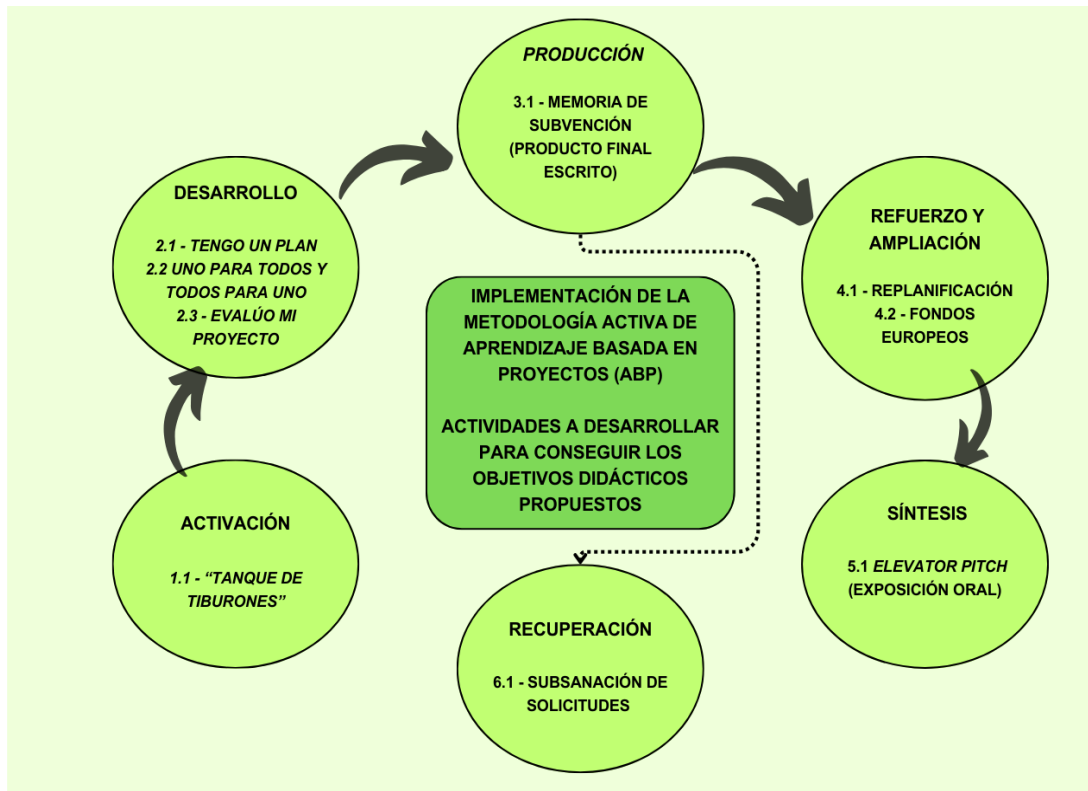 PRODUCCIÓN
3.1 - MEMORIA DE
SUBVENCIÓN
(PRODUCTO FINAL
ESCRITO)
DESARROLLO
2.1 - TENGO UN PLAN
2.2 UNO PARA TODOS Y
TODOS PARA UNO
2.3 - EVALÚO MI
PROYECTO
REFUERZO Y
AMPLIACIÓN
4.1 - REPLANIFICACIÓN
4.2 - FONDOS
EUROPEOS
IMPLEMENTACIÓN DE LA
METODOLOGÍA ACTIVA DE
APRENDIZAJE BASADA EN
PROYECTOS (ABP)
ACTIVIDADES A DESARROLLAR
PARA CONSEGUIR LOS
OBJETIVOS DIDÁCTICOS
PROPUESTOS
ACTIVACIÓN
1.1 - “TANQUE DE
TIBURONES”
SÍNTESIS
5.1 ELEVATOR PITCH
(EXPOSICIÓN ORAL)
RECUPERACIÓN
6.1 - SUBSANACIÓN DE
SOLICITUDES